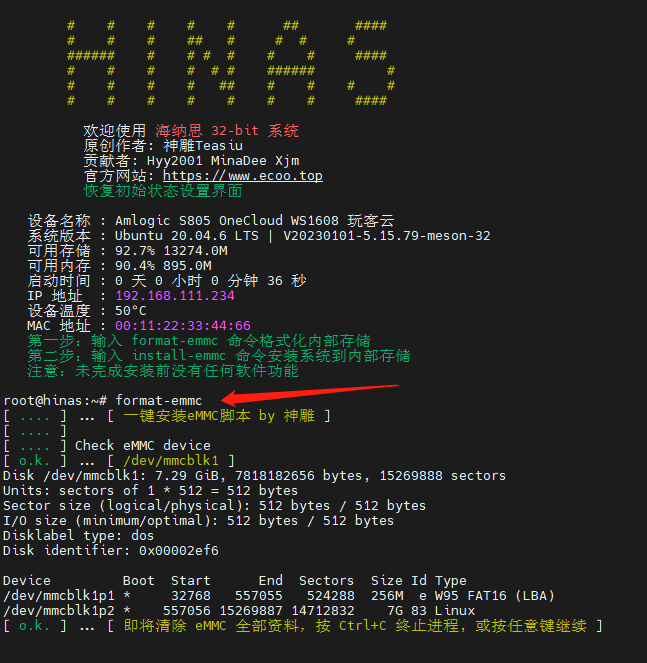 HINAS
欢迎使用 海纳思 32-bit 系统
原创作者: 神雕Teasiu
贡献者: Hyy2001 MinaDee Xjm
官方网站: https://www.ecoo.top
恢复初始状态设置界面
设备名称 : Amlogic S805 OneCloud WS1608 玩客云
系统版本 : Ubuntu 20.04.6 LTS | V20230101-5.15.79-meson-32
可用存储 : 92.7% 13274.0M
可用内存 : 90.4% 895.0M
启动时间 : 0 天 0 小时 0 分钟 36 秒
IP 地址  : 192.168.111.234
设备温度 : 50°C
MAC 地址 : 00:11:22:33:44:66
第一步: 输入 format-emmc 命令格式化内部存储
第二步: 输入 install-emmc 命令安装系统到内部存储
注意: 未完成安装前没有任何软件功能
root@hinas:~# format-emmc
[ .... ] ... [ 一键安装eMMC脚本 by 神雕 ]
[ .... ]
[ .... ] Check eMMC device
[ o.k. ] ... [ /dev/mmcblk1 ]
Disk /dev/mmcblk1: 7.29 GiB, 7818182656 bytes, 15269888 sectors
Units: sectors of 1 * 512 = 512 bytes
Sector size (logical/physical): 512 bytes / 512 bytes
I/O size (minimum/optimal): 512 bytes / 512 bytes
Disklabel type: dos
Disk identifier: 0x00002ef6
Device         Boot  Start      End  Sectors  Size Id Type
/dev/mmcblk1p1 *     32768   557055   524288  256M  e W95 FAT16 (LBA)
/dev/mmcblk1p2 *    557056 15269887 14712832    7G 83 Linux
[ o.k. ] ... [ 即将清除 eMMC 全部资料, 按 Ctrl+C 终止进程, 或按任意键继续 ]